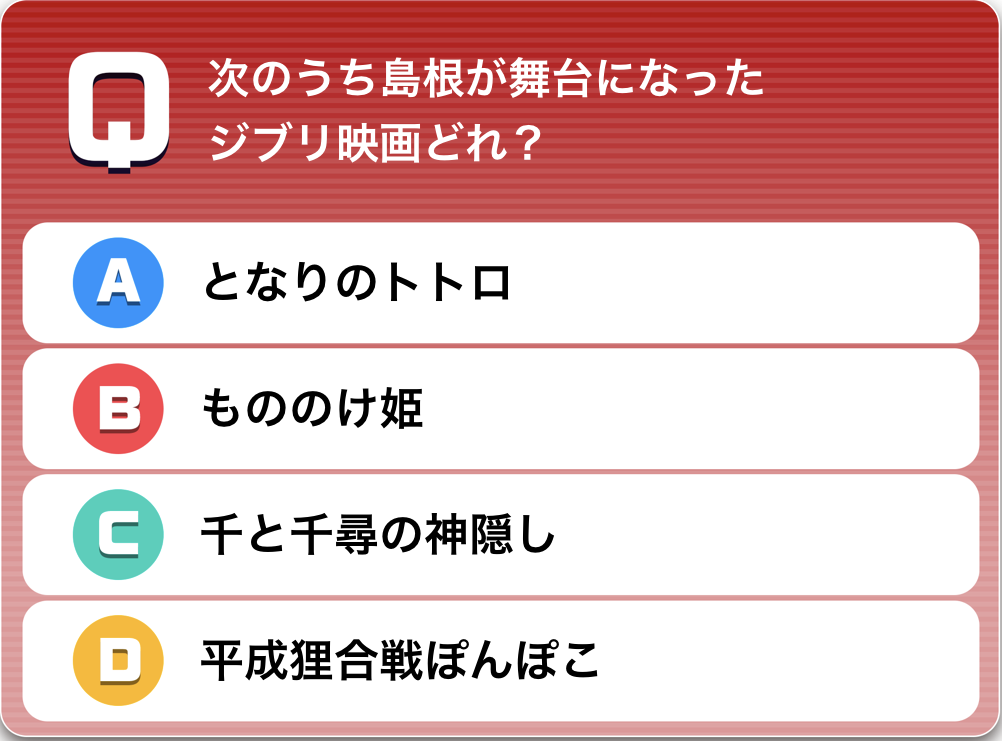 Q
次のうち島根が舞台になった
ジブリ映画どれ？
A
となりのトトロ
B
もののけ姫
C
千と千尋の神隠し
D
平成狸合戦ぽんぽこ